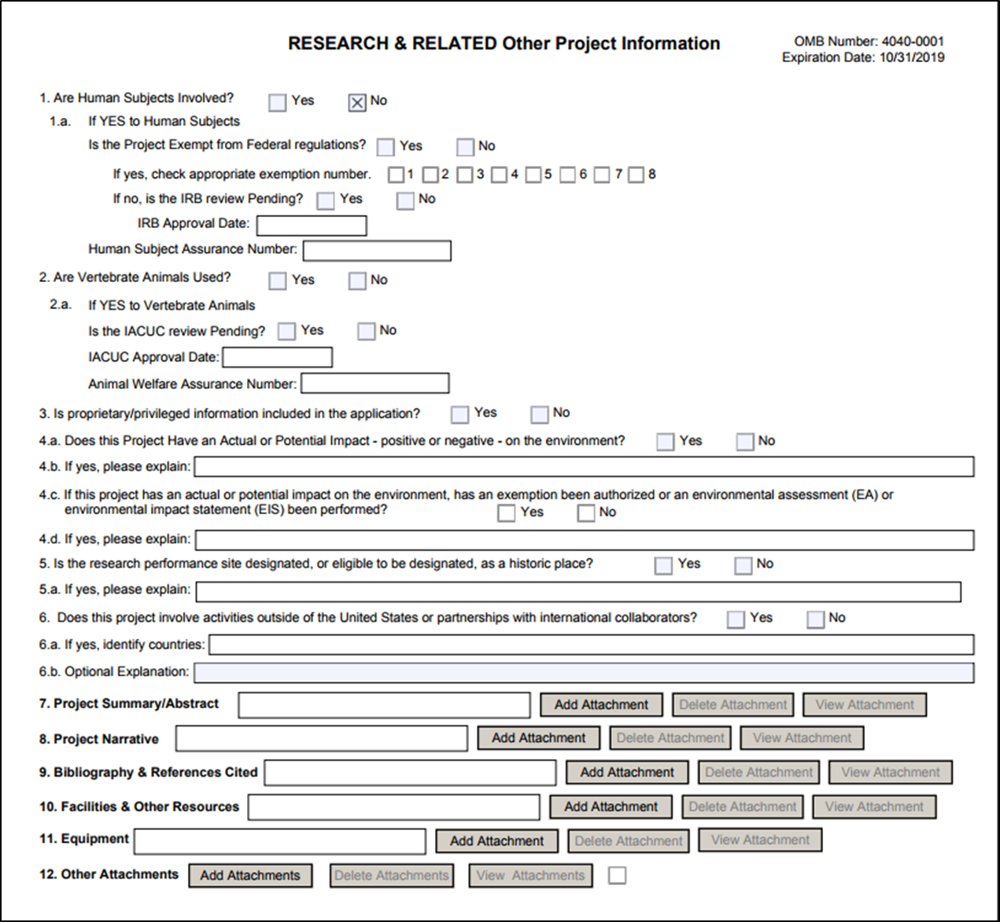 RESEARCH & RELATED Other Project Information
OMB Number: 4040-0001
Expiration Date: 10/31/2019
1. Are Human Subjects Involved? Yes No
1.a. If YES to Human Subjects
Is the Project Exempt from Federal regulations? Yes No
If yes, check appropriate exemption number. 1 2 3 4 5 6 7 8
If no, is the IRB review Pending? Yes No
IRB Approval Date:
Human Subject Assurance Number:
2. Are Vertebrate Animals Used? Yes No
2.a. If YES to Vertebrate Animals
Is the IACUC review Pending? Yes No
IACUC Approval Date:
Animal Welfare Assurance Number:
3. Is proprietary/privileged information included in the application? Yes No
4.a. Does this Project Have an Actual or Potential Impact - positive or negative - on the environment? Yes No
4.b. If yes, please explain:
4.c. If this project has an actual or potential impact on the environment, has an exemption been authorized or an environmental assessment (EA) or
environmental impact statement (EIS) been performed? Yes No
4.d. If yes, please explain:
5. Is the research performance site designated, or eligible to be designated, as a historic place? Yes No
5.a. If yes, please explain:
6. Does this project involve activities outside of the United States or partnerships with international collaborators? Yes No
6.a. If yes, identify countries:
6.b. Optional Explanation:
7. Project Summary/Abstract Add Attachment Delete Attachment View Attachment
8. Project Narrative Add Attachment Delete Attachment View Attachment
9. Bibliography & References Cited Add Attachment Delete Attachment View Attachment
10. Facilities & Other Resources Add Attachment Delete Attachment View Attachment
11. Equipment Add Attachment Delete Attachment View Attachment
12. Other Attachments Add Attachments Delete Attachments View Attachments